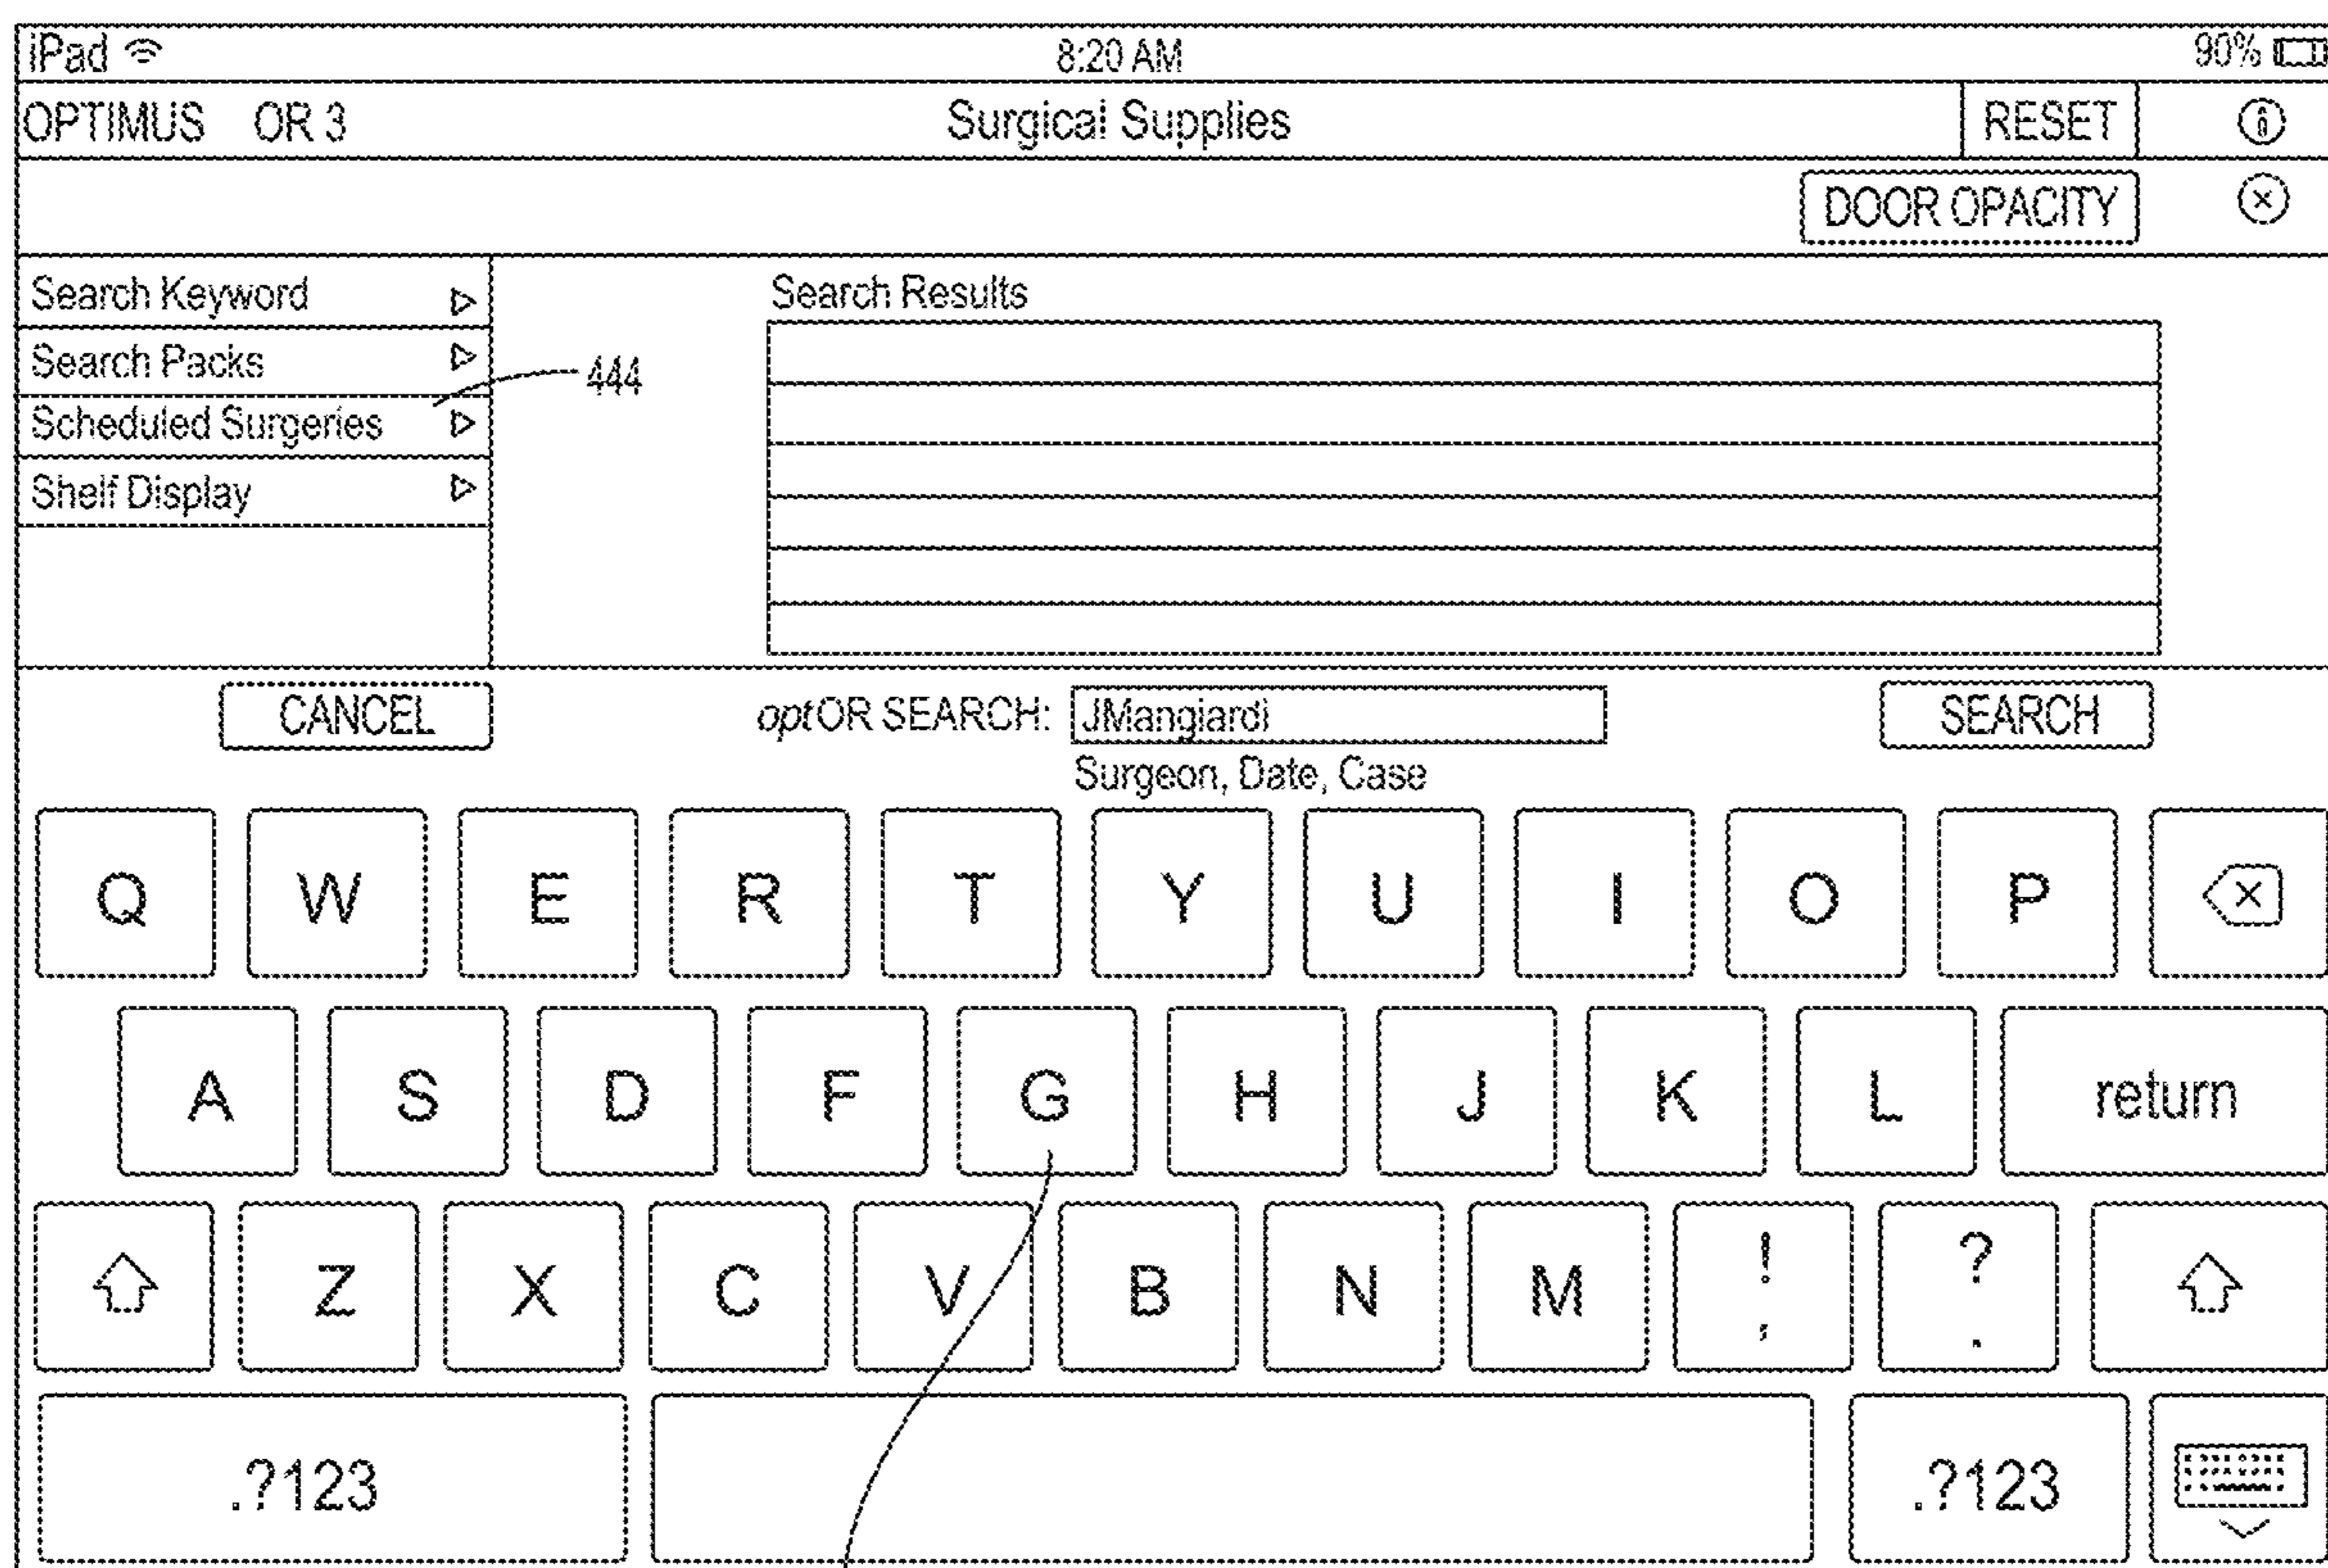 iPad 8:20 AM 90%
OPTIMUS OR 3 Surgical Supplies RESET
DOOR OPACITY
Search Keyword
Search Packs
Scheduled Surgeries
Shelf Display
444
Search Results
CANCEL optOR SEARCH: JMangiardi SEARCH
Surgeon, Date, Case
Q W E R T Y U I O P
A S D F G H J K L return
Z X C V B N M ! , ? .
.?123 .?123